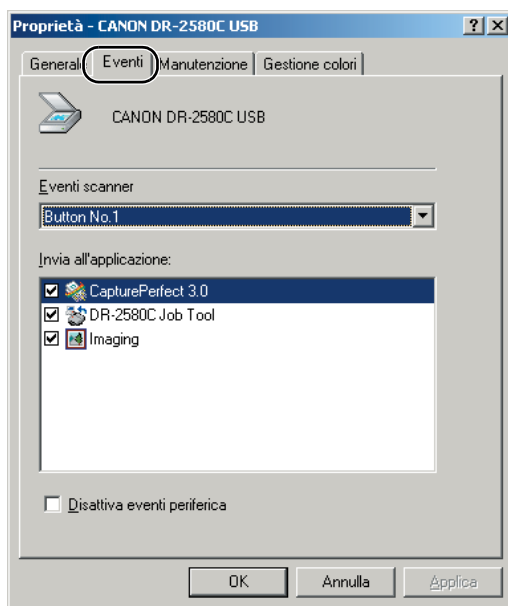 Proprietà - CANON DR-2580C USB
Generale Eventi Manutenzione Gestione colori
CANON DR-2580C USB
Eventi scanner
Button No.1
Invia all'applicazione:
CapturePerfect 3.0
DR-2580C Job Tool
Imaging
Disattiva eventi periferica
OK Annulla Applica